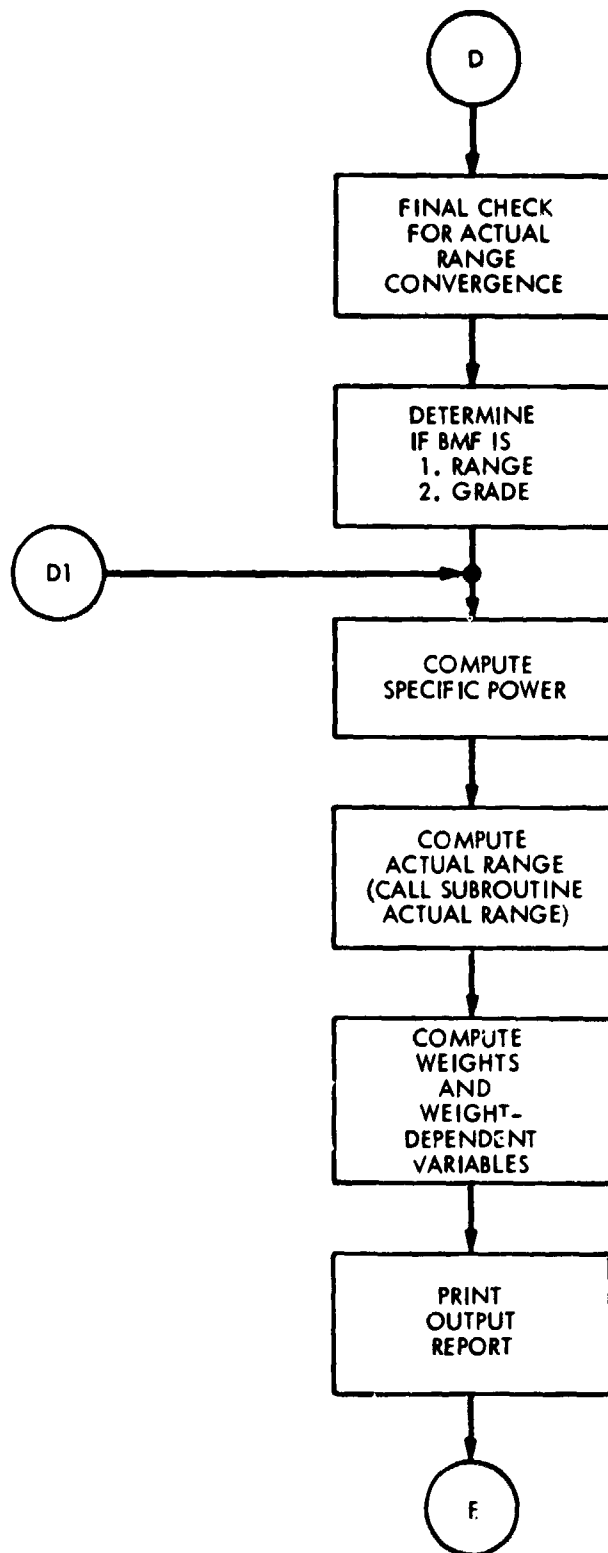 D
FINAL CHECK
FOR ACTUAL
RANGE
CONVERGENCE
DETERMINE
IF BMF IS
1. RANGE
2. GRADE
D1
COMPUTE
SPECIFIC POWER
COMPUTE
ACTUAL RANGE
(CALL SUBROUTINE
ACTUAL RANGE)
COMPUTE
WEIGHTS
AND
WEIGHT-
DEPENDENT
VARIABLES
PRINT
OUTPUT
REPORT